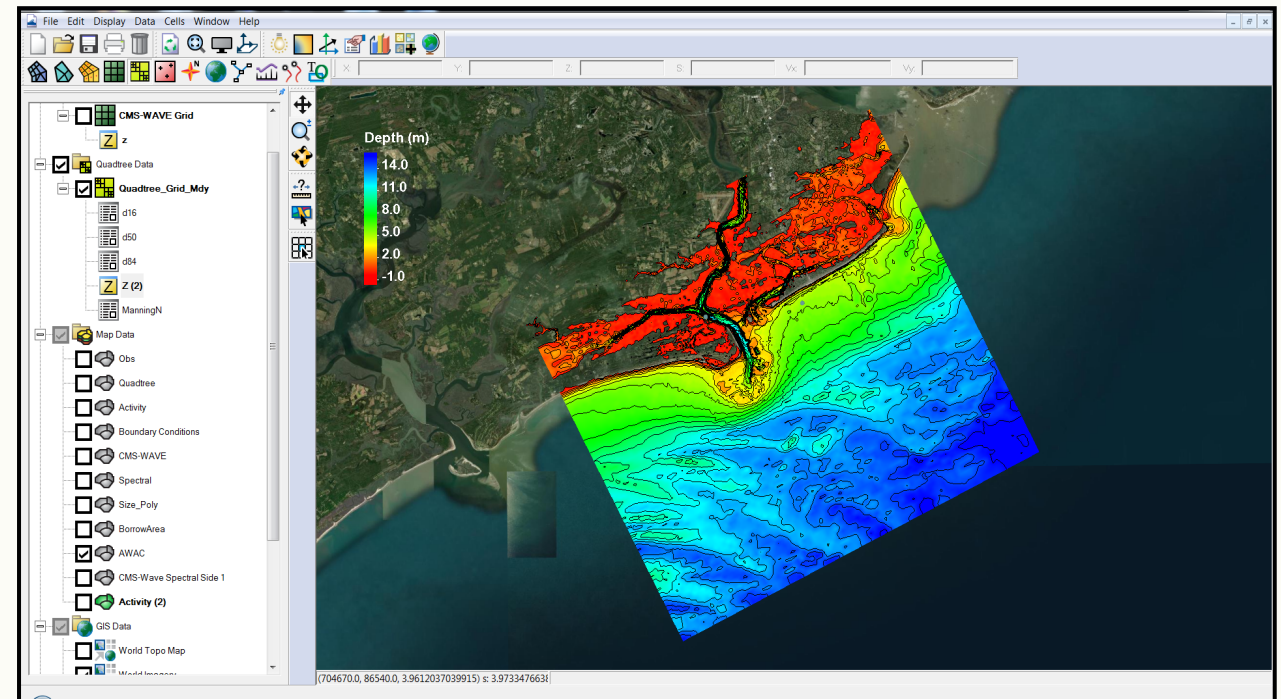 File Edit Display Data Cells Window Help
X: Y: Z: S: Vx: Vy:
CMS-WAVE Grid
z
Quadtree Data
Quadtree_Grid_Mdy
d16
d50
d84
Z (2)
ManningN
Map Data
Obs
Quadtree
Activity
Boundary Conditions
CMS-WAVE
Spectral
Size_Poly
BorrowArea
AWAC
CMS-Wave Spectral Side 1
Activity (2)
GIS Data
World Topo Map
World Imagery
Depth (m)
14.0
11.0
8.0
5.0
2.0
-1.0
(704670.0, 86540.0, 3.9612037039915) s: 3.973347663